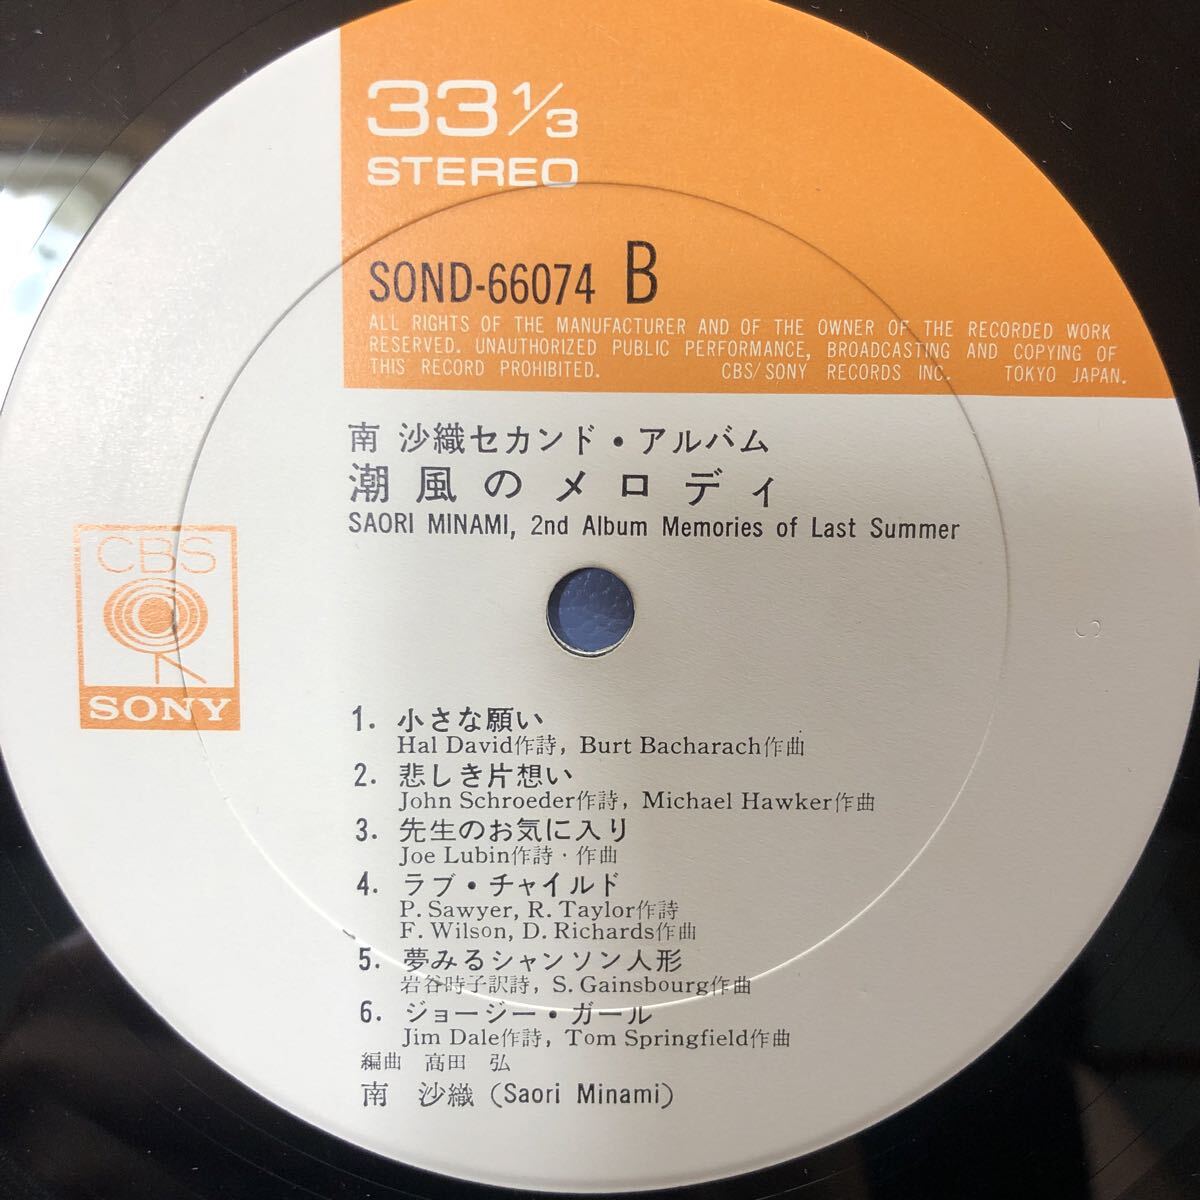 33 1/3
STEREO
SOND-66074 B
ALL RIGHTS OF THE MANUFACTURER AND OF THE OWNER OF THE RECORDED WORK
RESERVED. UNAUTHORIZED PUBLIC PERFORMANCE, BROADCASTING AND COPYING OF
THIS RECORD PROHIBITED. CBS/SONY RECORDS INC. TOKYO JAPAN.
南 沙織セカンド・アルバム
潮風のメロディ
SAORI MINAMI, 2nd Album Memories of Last Summer
CBS
SONY
1. 小さな願い
Hal David作詩, Burt Bacharach作曲
2. 悲しき片想い
John Schroeder作詩, Michael Hawker作曲
3. 先生のお気に入り
Joe Lubin作詩・作曲
4. ラブ・チャイルド
P. Sawyer, R. Taylor作詩
F. Wilson, D. Richards作曲
5. 夢みるシャンソン人形
岩谷時子訳詩, S. Gainsbourg作曲
6. ジョージー・ガール
Jim Dale作詩, Tom Springfield作曲
編曲 高田 弘
南 沙織 (Saori Minami)